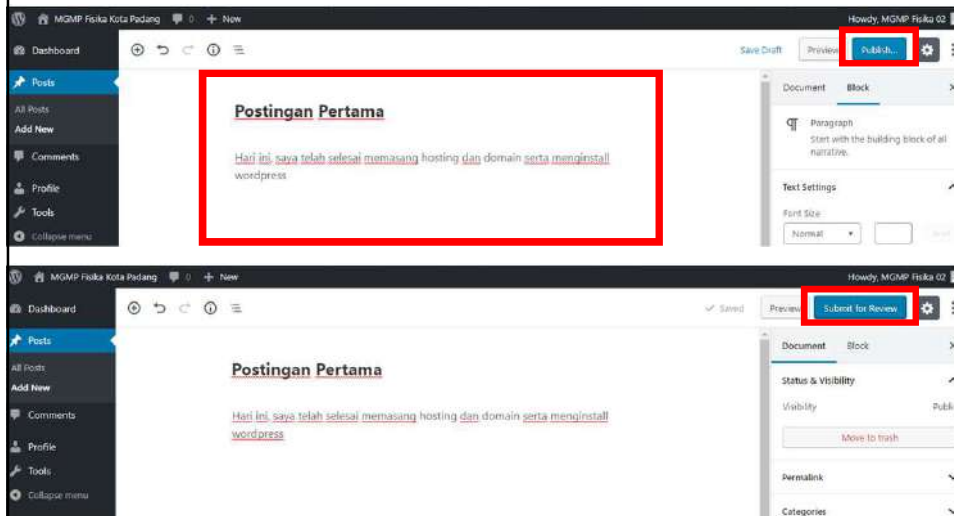 MGMP Fisika Kota Padang 0 + New Howdy, MGMP Fisika 02
Dashboard
Save Draft Preview Publish...
Posts
Document Block
All Posts
Add New
Postingan Pertama
Paragraph
Start with the building block of all
narrative.
Comments
Hari ini, saya telah selesai memasang hosting dan domain serta menginstall
wordpress
Profile
Text Settings
Tools
Font Size
Collapse menu
Normal
MGMP Fisika Kota Padang 0 + New Howdy, MGMP Fisika 02
Dashboard
Saved Preview Submit for Review
Posts
Document Block
All Posts
Add New
Postingan Pertama
Status & Visibility
Comments
Visibility Publi
Hari ini, saya telah selesai memasang hosting dan domain serta menginstall
wordpress
Move to trash
Profile
Tools
Permalink
Collapse menu
Categories